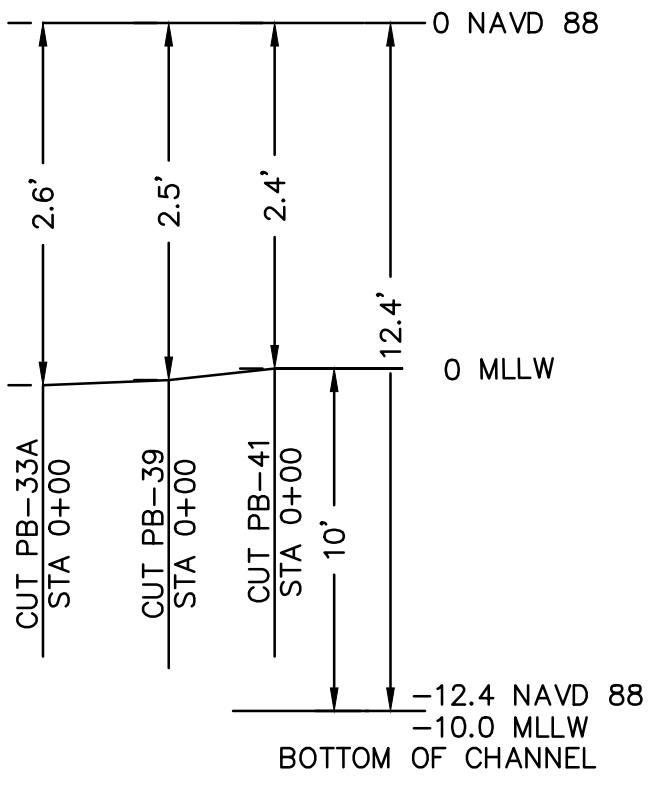 0 NAVD 88
2.6'
2.5'
2.4'
12.4'
0 MLLW
CUT PB-33A
STA 0+00
CUT PB-39
STA 0+00
CUT PB-41
STA 0+00
10'
-12.4 NAVD 88
-10.0 MLLW
BOTTOM OF CHANNEL